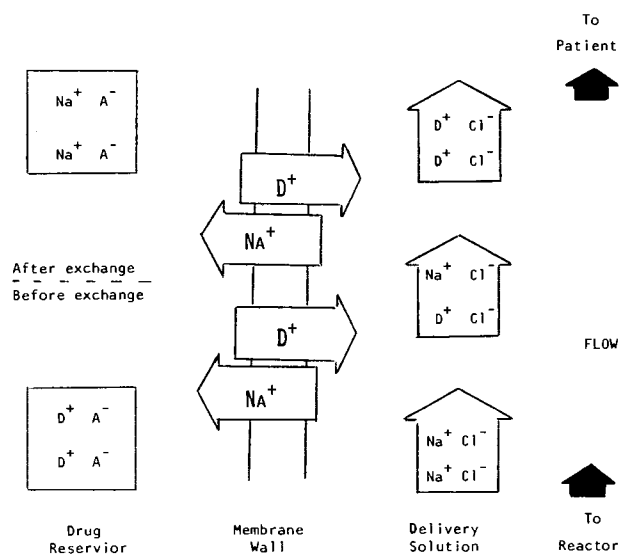 To
Patient
Na⁺ A⁻
Na⁺ A⁻
D⁺ Cl⁻
D⁺ Cl⁻
D⁺
NA⁺
After exchange
Before exchange
Na⁺ Cl⁻
D⁺ Cl⁻
D⁺
FLOW
NA⁺
D⁺ A⁻
D⁺ A⁻
Na⁺ Cl⁻
Na⁺ Cl⁻
Drug
Reservior
Membrane
Wall
Delivery
Solution
To
Reactor